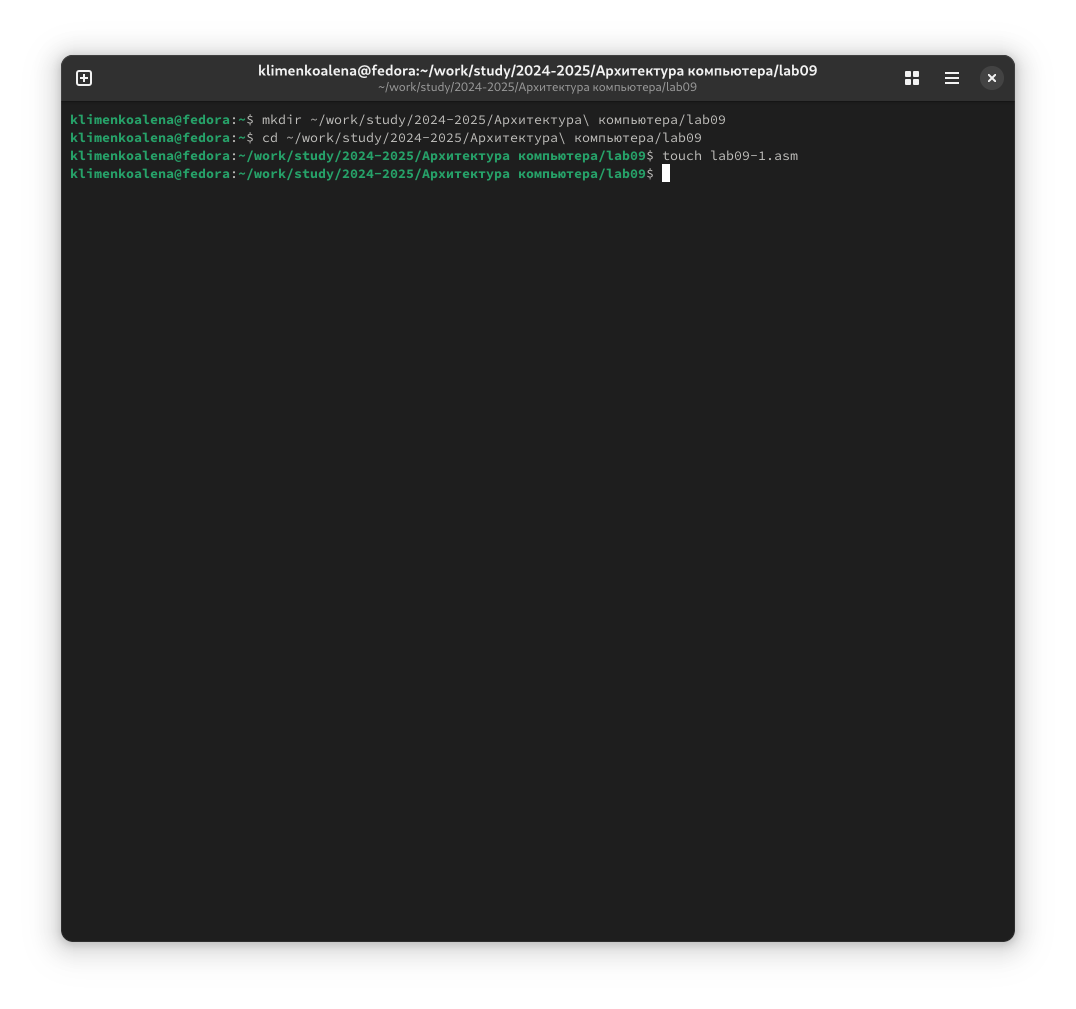 klimenkoalena@fedora:~/work/study/2024-2025/Архитектура компьютера/lab09
~/work/study/2024-2025/Архитектура компьютера/lab09
klimenkoalena@fedora:~$ mkdir ~/work/study/2024-2025/Архитектура\ компьютера/lab09
klimenkoalena@fedora:~$ cd ~/work/study/2024-2025/Архитектура\ компьютера/lab09
klimenkoalena@fedora:~/work/study/2024-2025/Архитектура компьютера/lab09$ touch lab09-1.asm
klimenkoalena@fedora:~/work/study/2024-2025/Архитектура компьютера/lab09$